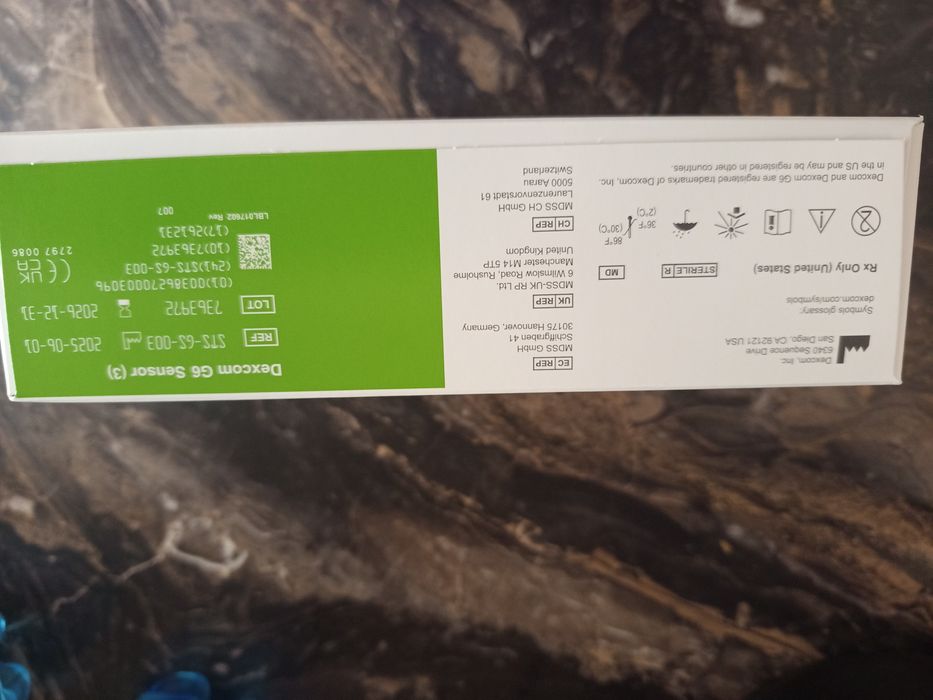 Dexcom, Inc.
6340 Sequence Drive
San Diego, CA 92121 USA
Symbols glossary:
dexcom.com/symbols
Rx Only (United States)
STERILE R
MD
86°F
(30°C)
36°F
(2°C)
Dexcom and Dexcom G6 are registered trademarks of Dexcom, Inc.
in the US and may be registered in other countries.
EC REP
MDSS GmbH
Schiffgraben 41
30175 Hannover, Germany
UK REP
MDSS-UK RP Ltd.
6 Wilmslow Road, Rusholme
Manchester M14 5TP
United Kingdom
CH REP
MDSS CH GmbH
Laurenzenvorstadt 61
5000 Aarau
Switzerland
Dexcom G6 Sensor (3)
REF STS-GS-003 2025-06-01
LOT 7363972 2026-12-31
(01)00386270003096
(241)STS-GS-003
(10)7363972
(17)261231
LBL017602 Rev 007
CE UK CA
2797 0086